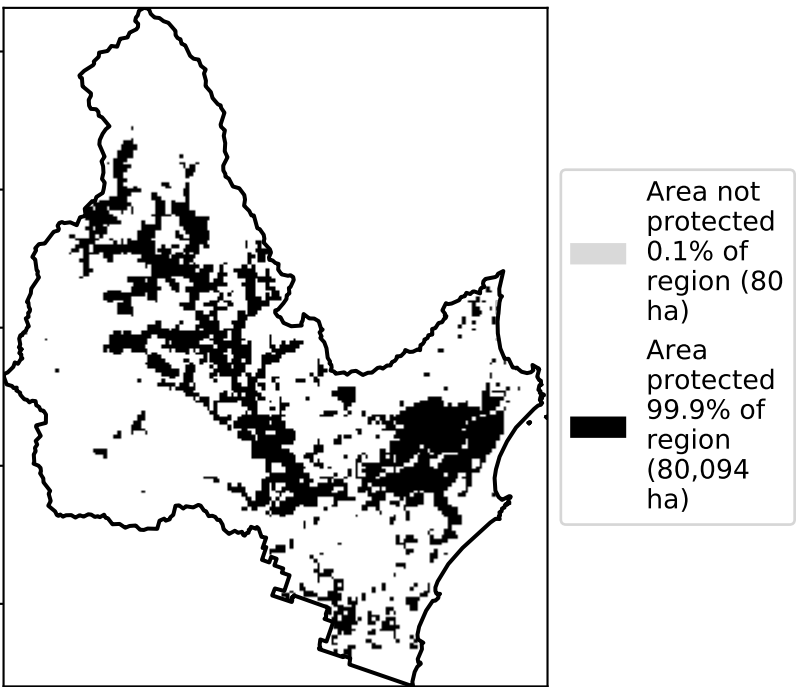 Area not
protected
0.1% of
region (80
ha)
Area
protected
99.9% of
region
(80,094
ha)